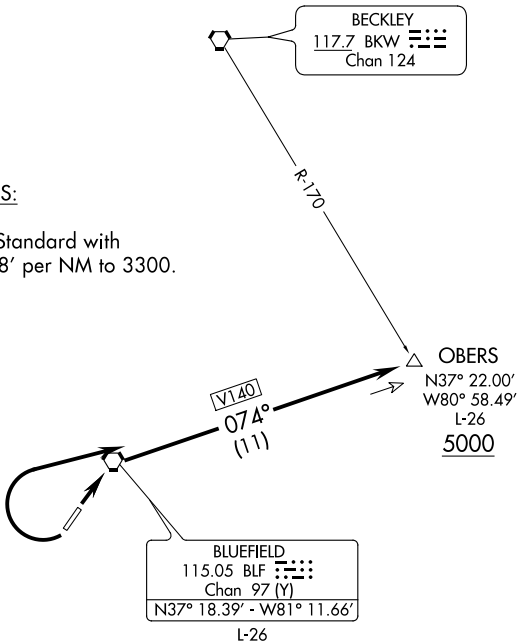 BECKLEY
117.7 BKW
Chan 124
R-170
S:
Standard with
8' per NM to 3300.
OBERS
N37° 22.00'
W80° 58.49'
L-26
5000
V140
074°
(11)
BLUEFIELD
115.05 BLF
Chan 97 (Y)
N37° 18.39' - W81° 11.66'
L-26